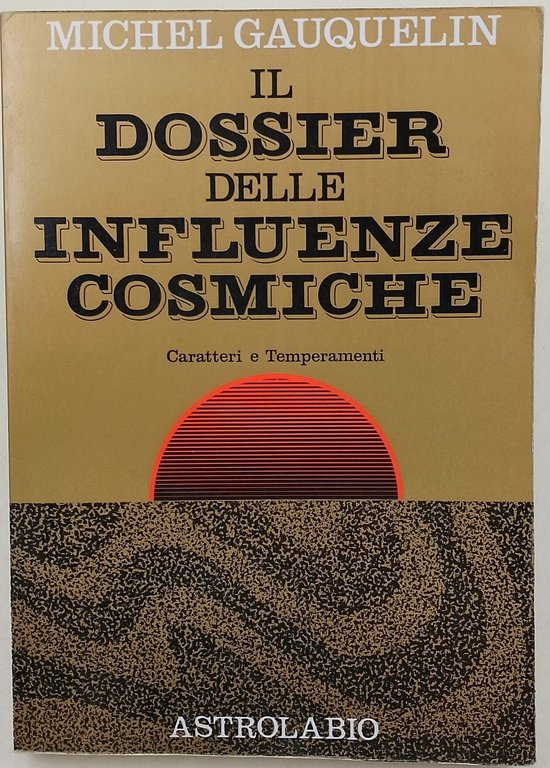 MICHEL GAUQUELIN
IL
DOSSIER
DELLE
INFLUENZE
COSMICHE
Caratteri e Temperamenti
ASTROLABIO